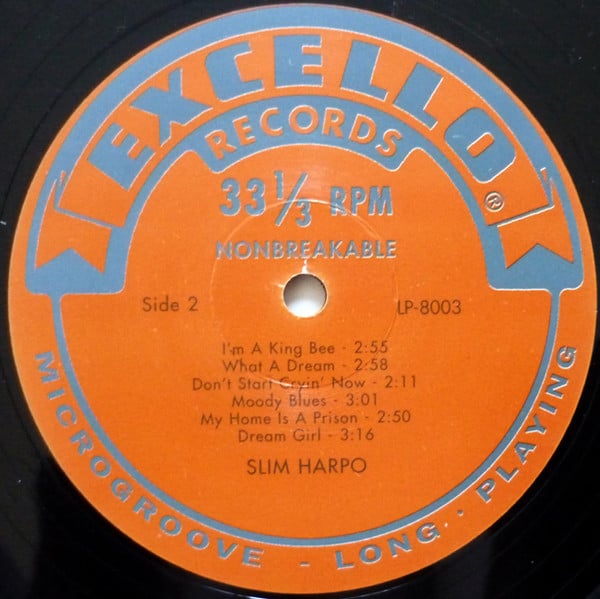 EXCELLO
RECORDS
®
33 1/3 RPM
NONBREAKABLE
Side 2
LP-8003
I'm A King Bee - 2:55
What A Dream - 2:58
Don't Start Cryin' Now - 2:11
Moody Blues - 3:01
My Home Is A Prison - 2:50
Dream Girl - 3:16
SLIM HARPO
MICROGROOVE - LONG · PLAYING